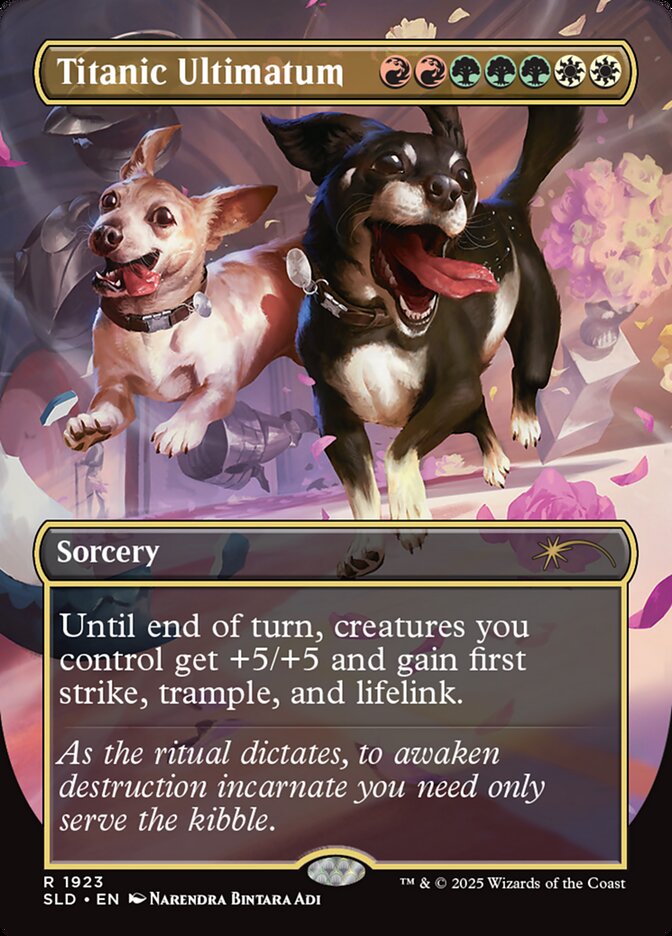 Titanic Ultimatum
Sorcery
Until end of turn, creatures you
control get +5/+5 and gain first
strike, trample, and lifelink.
As the ritual dictates, to awaken
destruction incarnate you need only
serve the kibble.
R 1923
SLD • EN Narendra Bintara Adi
™ & © 2025 Wizards of the Coast